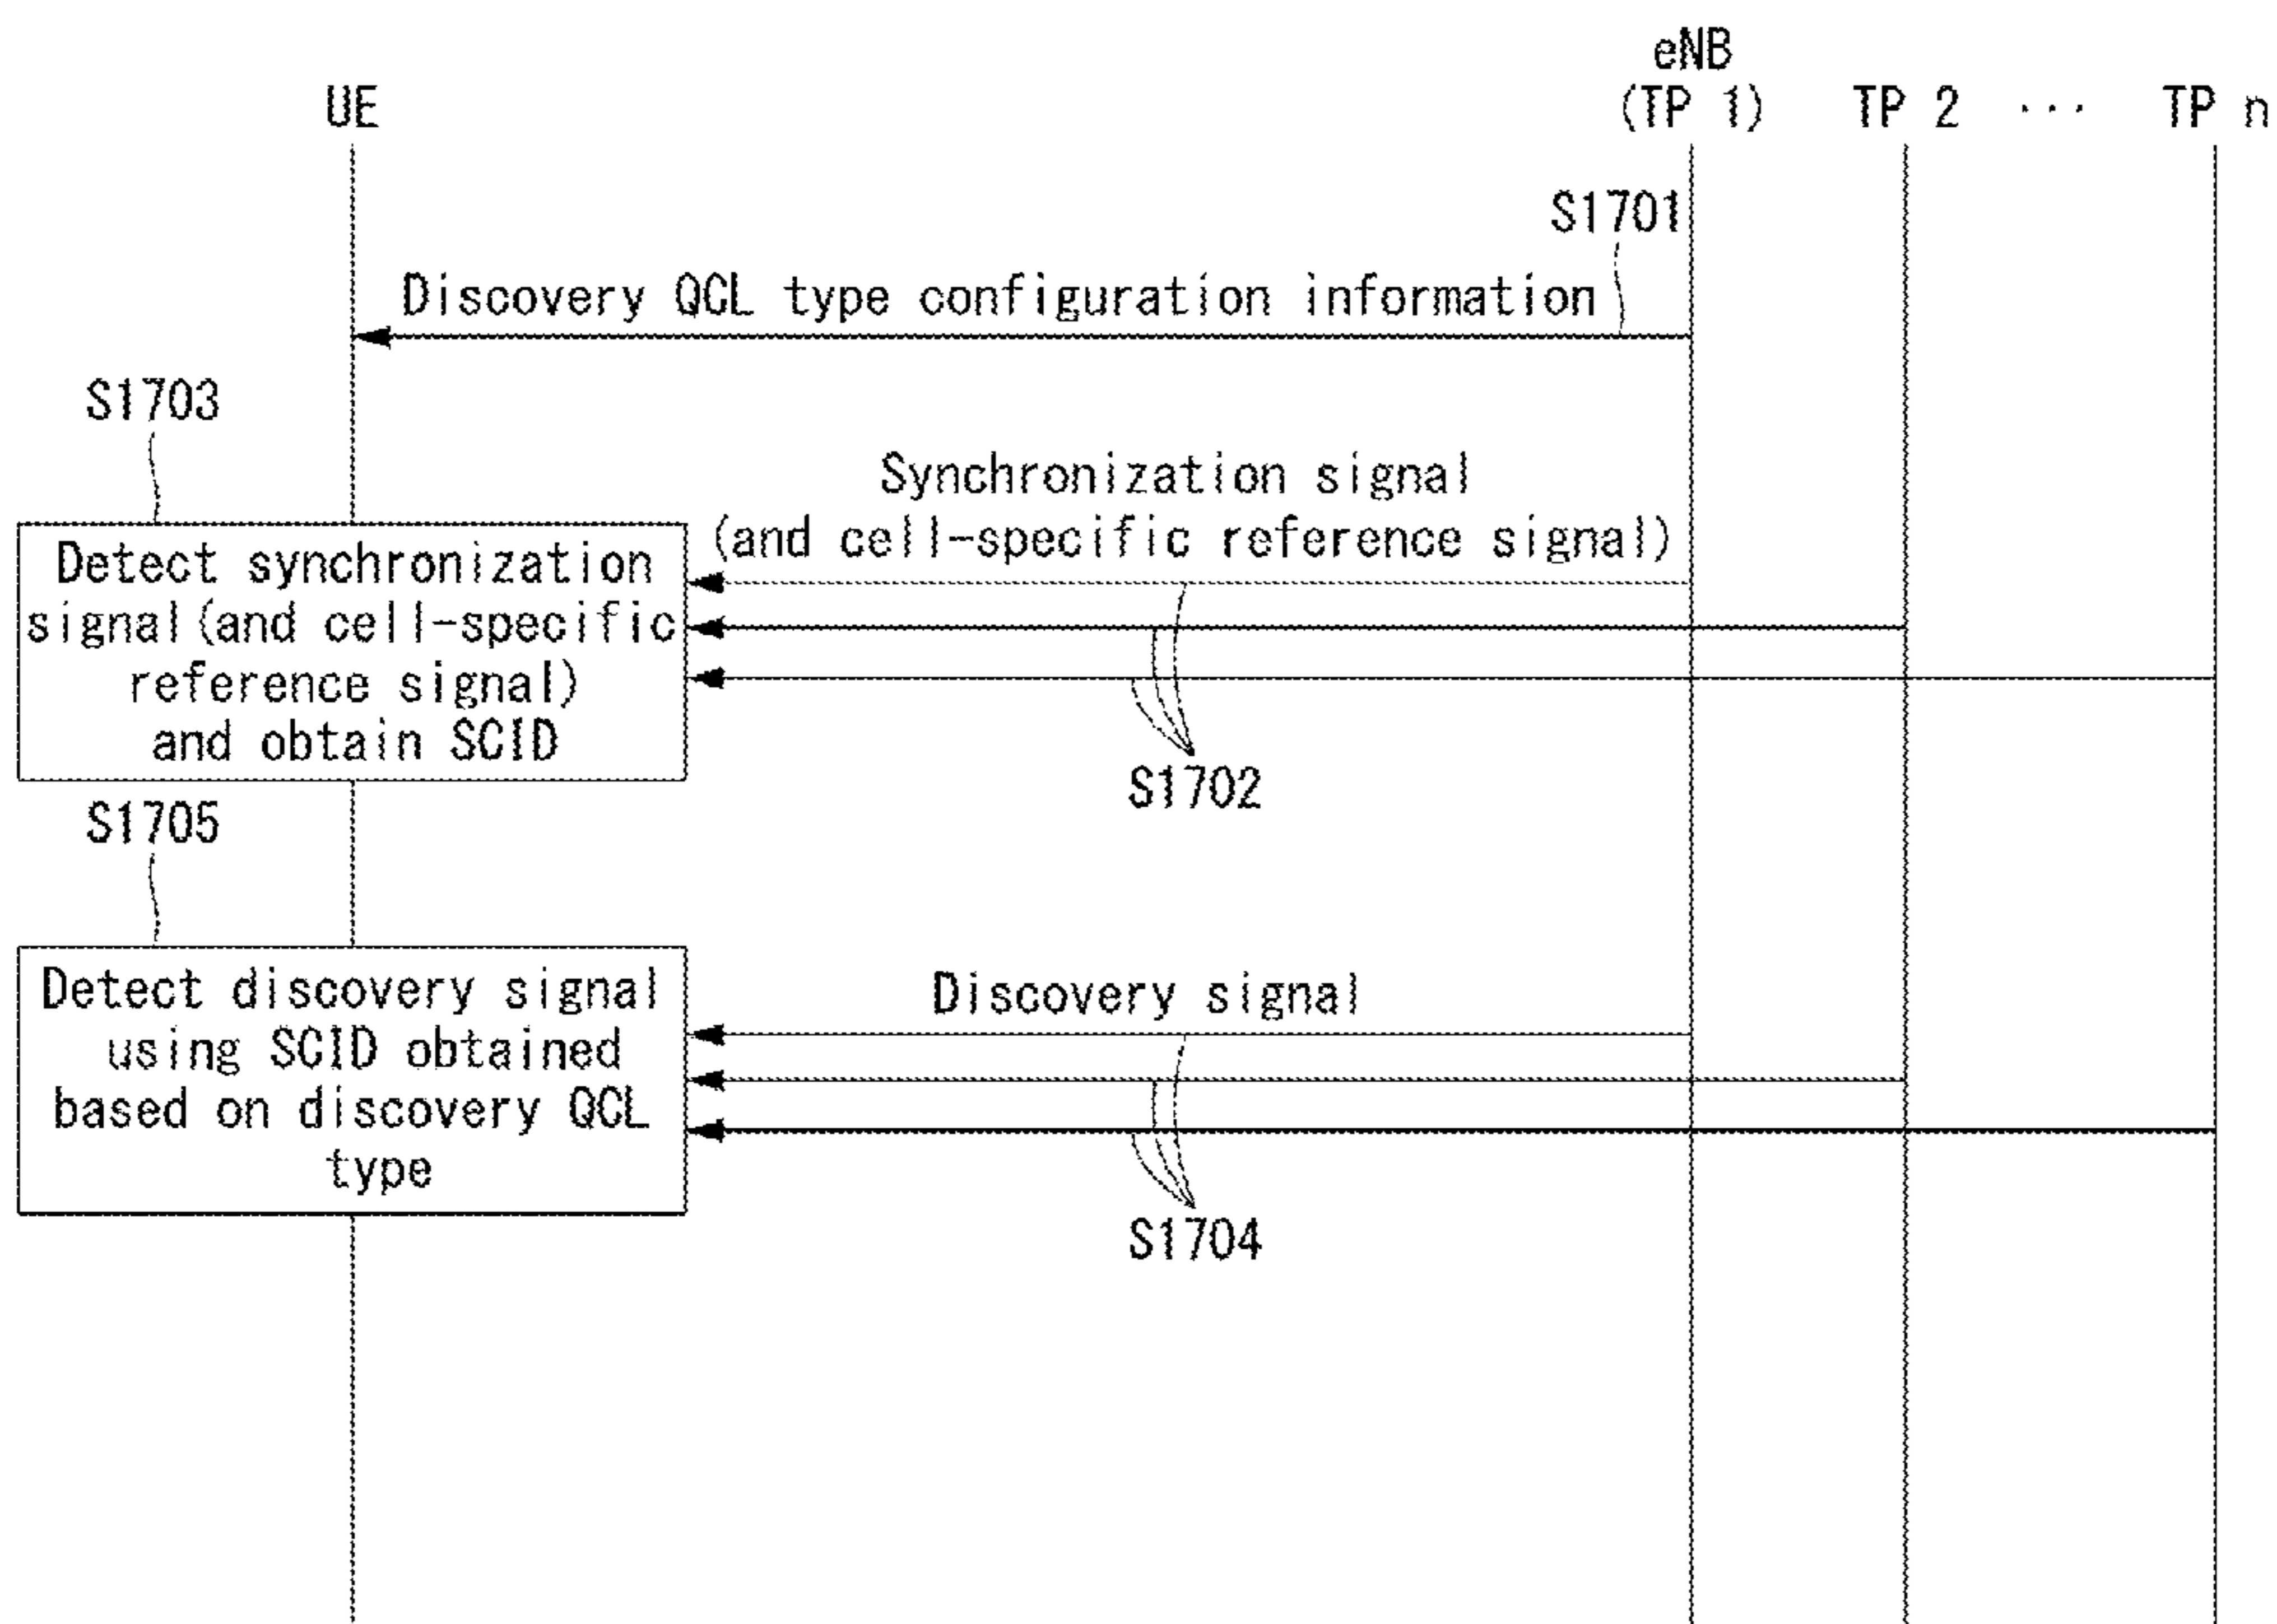 eNB
UE
(TP 1)
TP 2
...
TP n
S1701
Discovery QCL type configuration information
S1703
Synchronization signal
(and cell-specific reference signal)
Detect synchronization
signal(and cell-specific
reference signal)
and obtain SCID
S1702
S1705
Discovery signal
Detect discovery signal
using SCID obtained
based on discovery QCL
type
S1704